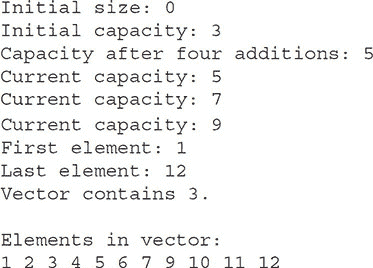 Initial size: 0
Initial capacity: 3
Capacity after four additions: 5
Current capacity: 5
Current capacity: 7
Current capacity: 9
First element: 1
Last element: 12
Vector contains 3.
Elements in vector:
1 2 3 4 5 6 7 9 10 11 12